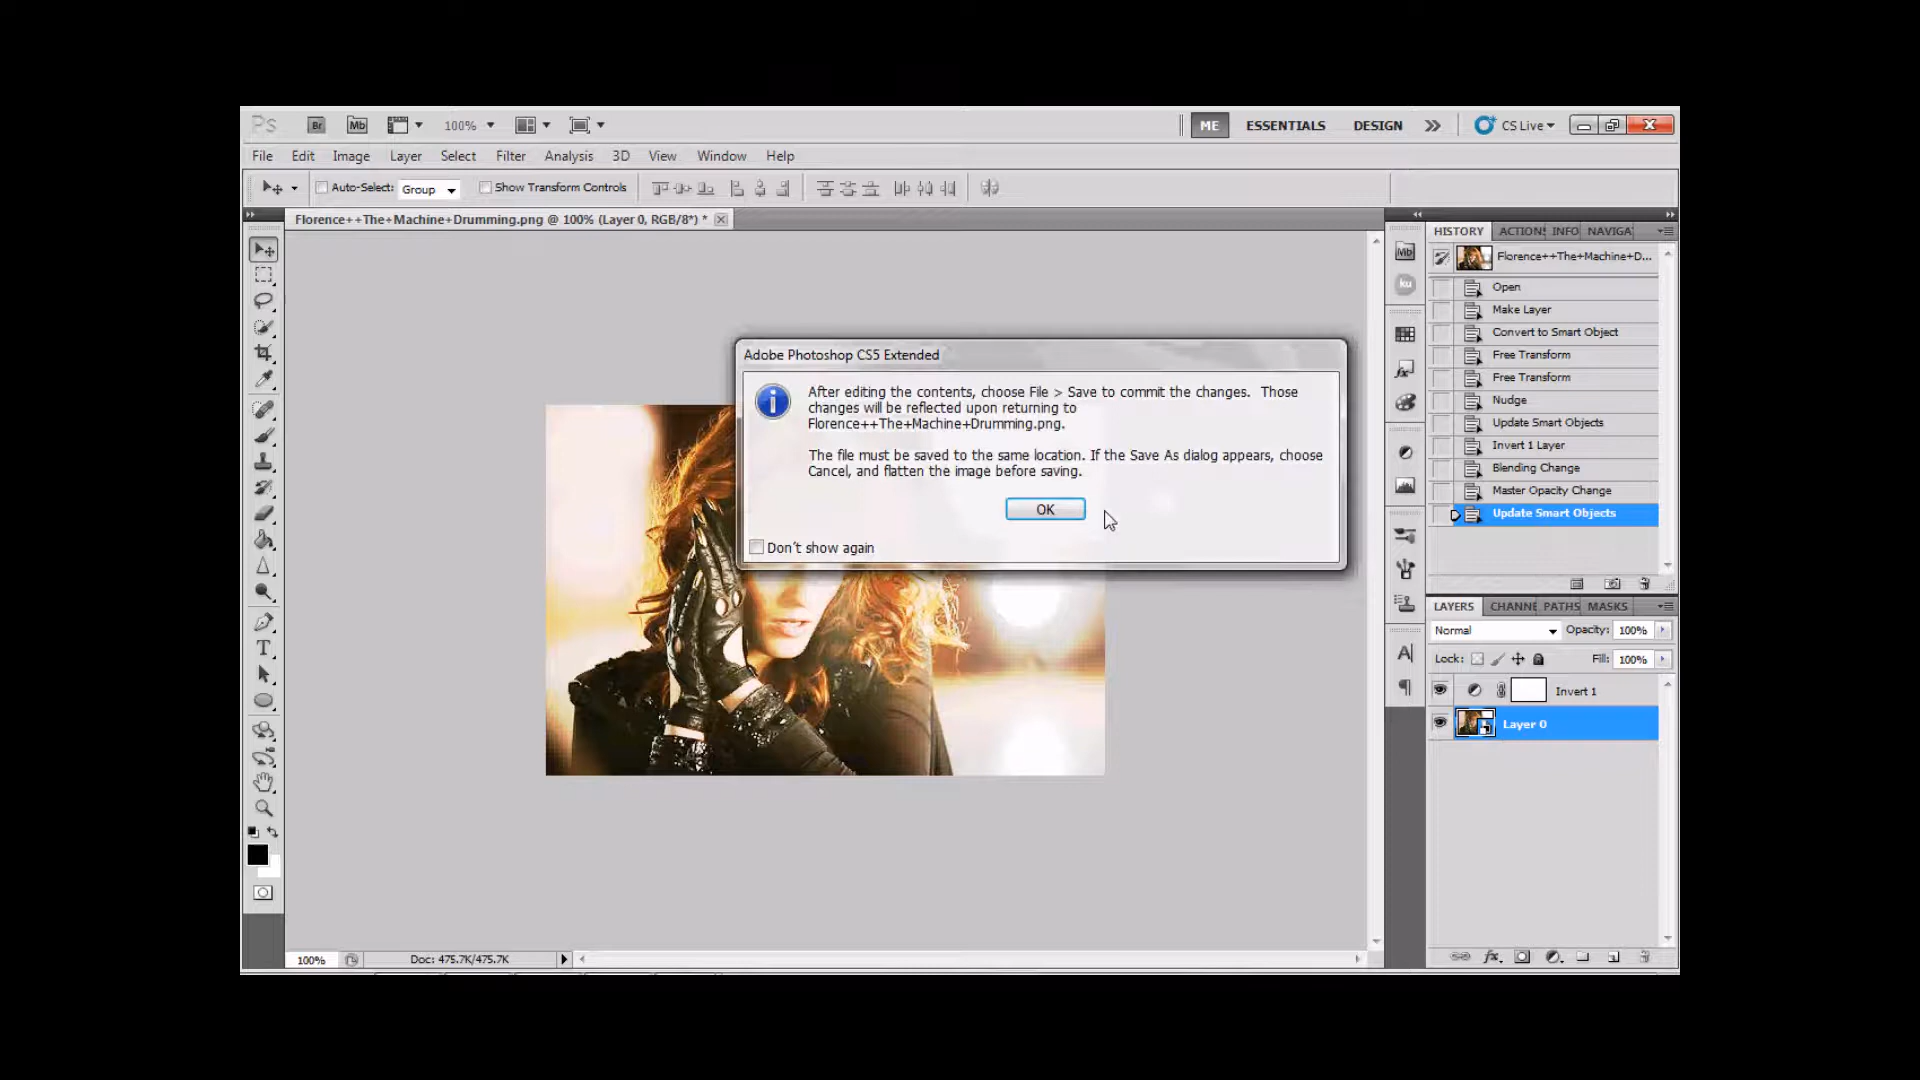 Ps Br Mb 100% ME ESSENTIALS DESIGN CS Live
File Edit Image Layer Select Filter Analysis 3D View Window Help
Auto-Select: Group Show Transform Controls
Florence++The+Machine+Drumming.png @ 100% (Layer 0, RGB/8*) *
HISTORY ACTIONS INFO NAVIGA
Florence++The+Machine+D...
Open
Make Layer
Convert to Smart Object
Free Transform
Free Transform
Nudge
Update Smart Objects
Invert 1 Layer
Blending Change
Master Opacity Change
Update Smart Objects
Adobe Photoshop CS5 Extended
After editing the contents, choose File > Save to commit the changes. Those
changes will be reflected upon returning to
Florence++The+Machine+Drumming.png.
The file must be saved to the same location. If the Save As dialog appears, choose
Cancel, and flatten the image before saving.
OK
Don't show again
Mb
ku
LAYERS CHANNE PATHS MASKS
Normal Opacity: 100%
Lock: Fill: 100%
Invert 1
Layer 0
100% Doc: 475.7K/475.7K